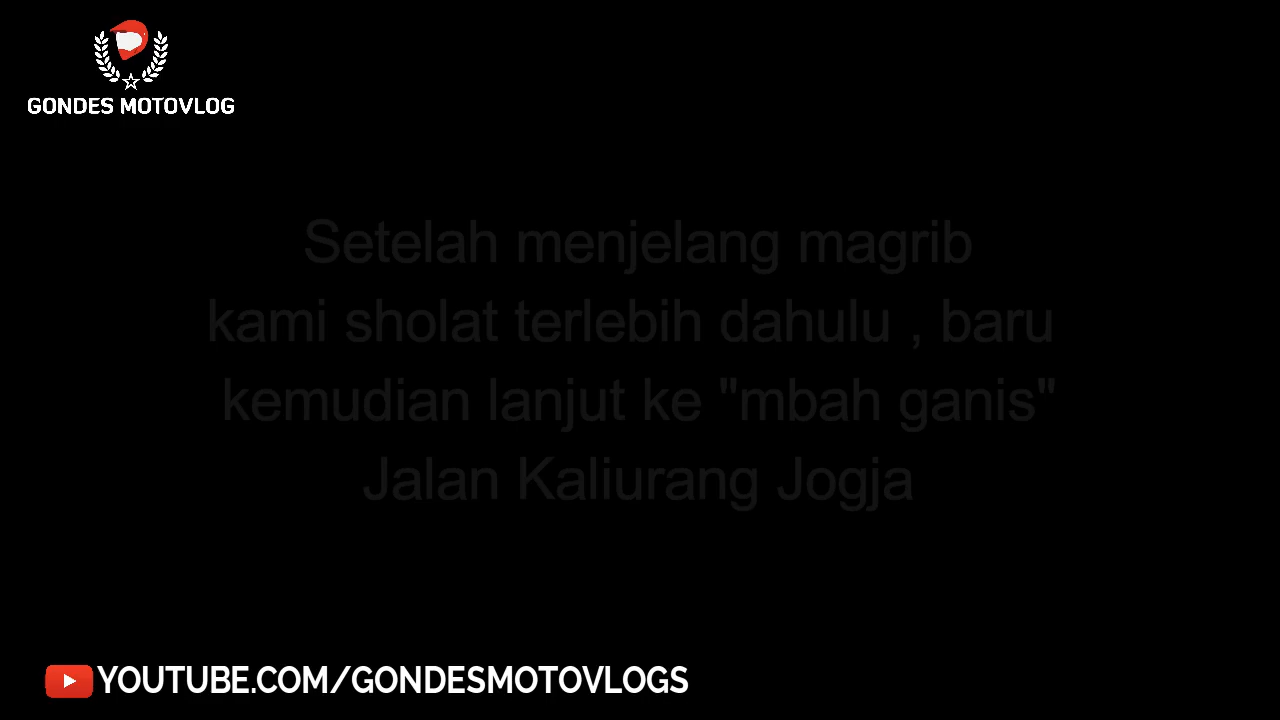 GONDES MOTOVLOG
Setelah menjelang magrib
kami sholat terlebih dahulu , baru
kemudian lanjut ke "mbah ganis"
Jalan Kaliurang Jogja
YOUTUBE.COM/GONDESMOTOVLOGS